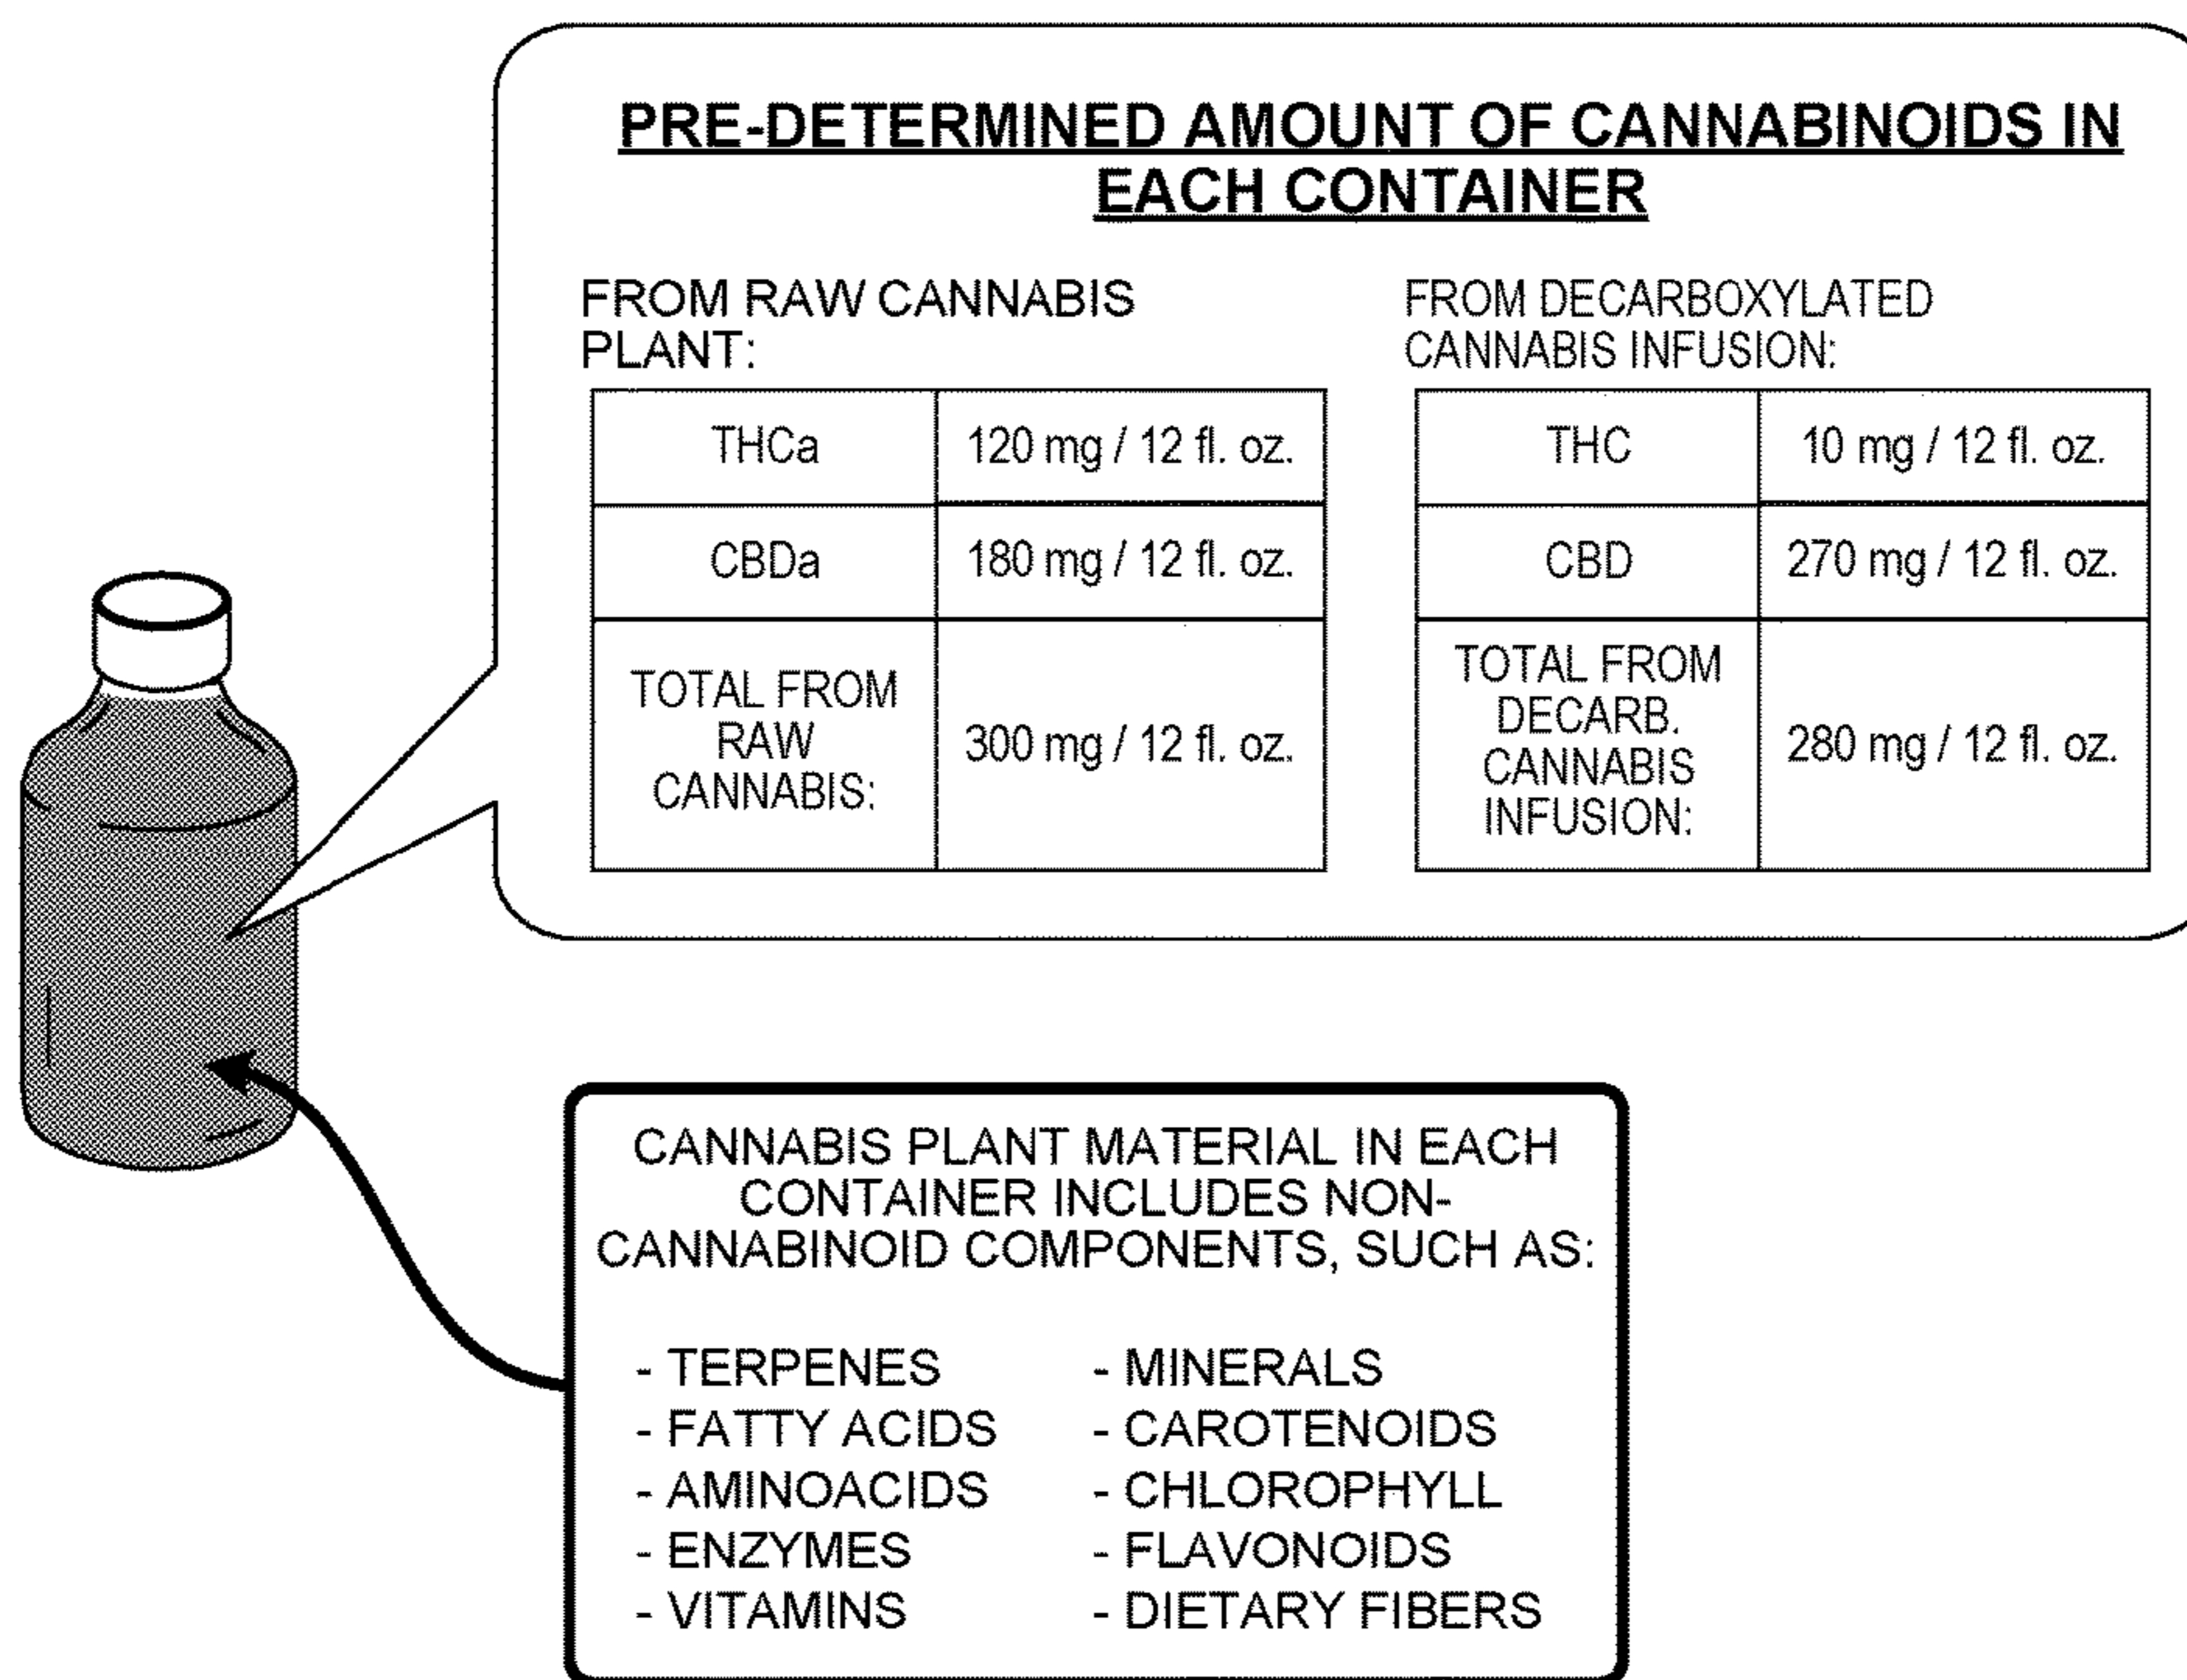 PRE-DETERMINED AMOUNT OF CANNABINOIDS IN
EACH CONTAINER
FROM RAW CANNABIS
PLANT:
THCa 120 mg / 12 fl. oz.
CBDa 180 mg / 12 fl. oz.
TOTAL FROM
RAW
CANNABIS:
300 mg / 12 fl. oz.
FROM DECARBOXYLATED
CANNABIS INFUSION:
THC 10 mg / 12 fl. oz.
CBD 270 mg / 12 fl. oz.
TOTAL FROM
DECARB.
CANNABIS
INFUSION:
280 mg / 12 fl. oz.
CANNABIS PLANT MATERIAL IN EACH
CONTAINER INCLUDES NON-
CANNABINOID COMPONENTS, SUCH AS:
- TERPENES
- FATTY ACIDS
- AMINOACIDS
- ENZYMES
- VITAMINS
- MINERALS
- CAROTENOIDS
- CHLOROPHYLL
- FLAVONOIDS
- DIETARY FIBERS